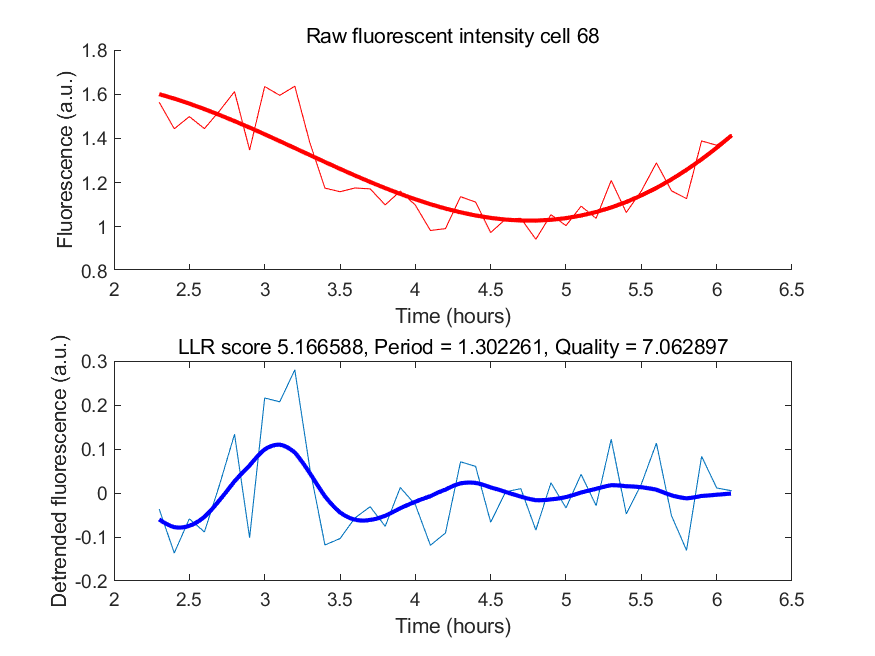 Raw fluorescent intensity cell 68
1.8
1.6
1.4
1.2
1
0.8
Fluorescence (a.u.)
2 2.5 3 3.5 4 4.5 5 5.5 6 6.5
Time (hours)
LLR score 5.166588, Period = 1.302261, Quality = 7.062897
0.3
0.2
0.1
0
-0.1
-0.2
Detrended fluorescence (a.u.)
2 2.5 3 3.5 4 4.5 5 5.5 6 6.5
Time (hours)